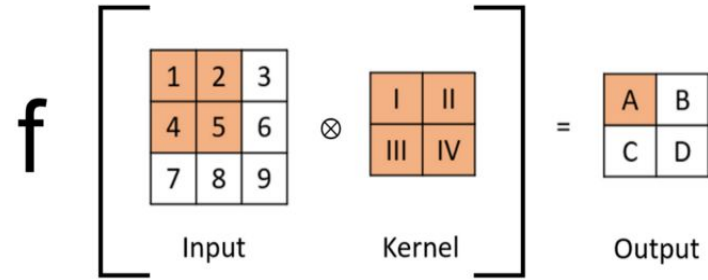 f
1 2 3
4 5 6
7 8 9
⊗
I II
III IV
=
A B
C D
Input
Kernel
Output